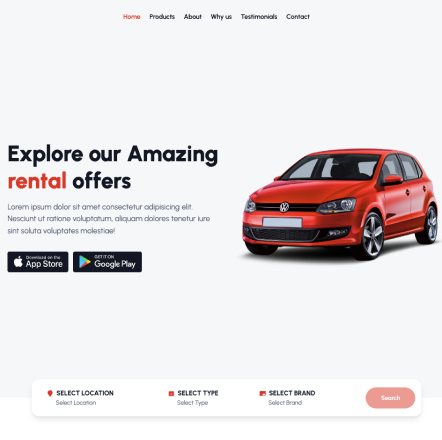 Home Products About Why us Testimonials Contact
Explore our Amazing
rental offers
Lorem ipsum dolor sit amet consectetur adipisicing elit.
Nesciunt ut ratione voluptatum, aliquam dolores tenetur iure
sint soluta voluptates molestiae!
Download on the
App Store
GET IT ON
Google Play
SELECT LOCATION
Select Location
SELECT TYPE
Select Type
SELECT BRAND
Select Brand
Search